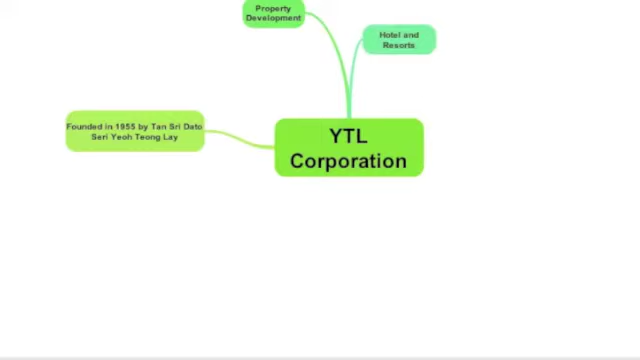 Property
Development
Hotel and
Resorts
Founded in 1955 by Tan Sri Dato
Seri Yeoh Teong Lay
YTL
Corporation